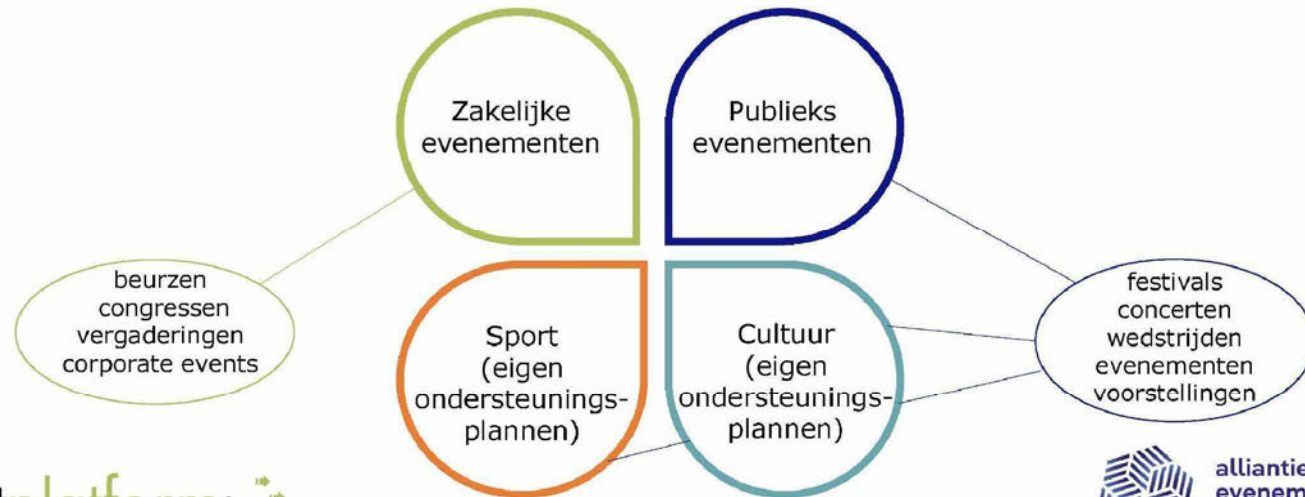 Zakelijke
evenementen
Publieks
evenementen
beurzen
congressen
vergaderingen
corporate events
Sport
(eigen
ondersteunings-
plannen)
Cultuur
(eigen
ondersteunings-
plannen)
festivals
concerten
wedstrijden
evenementen
voorstellingen
alliantie